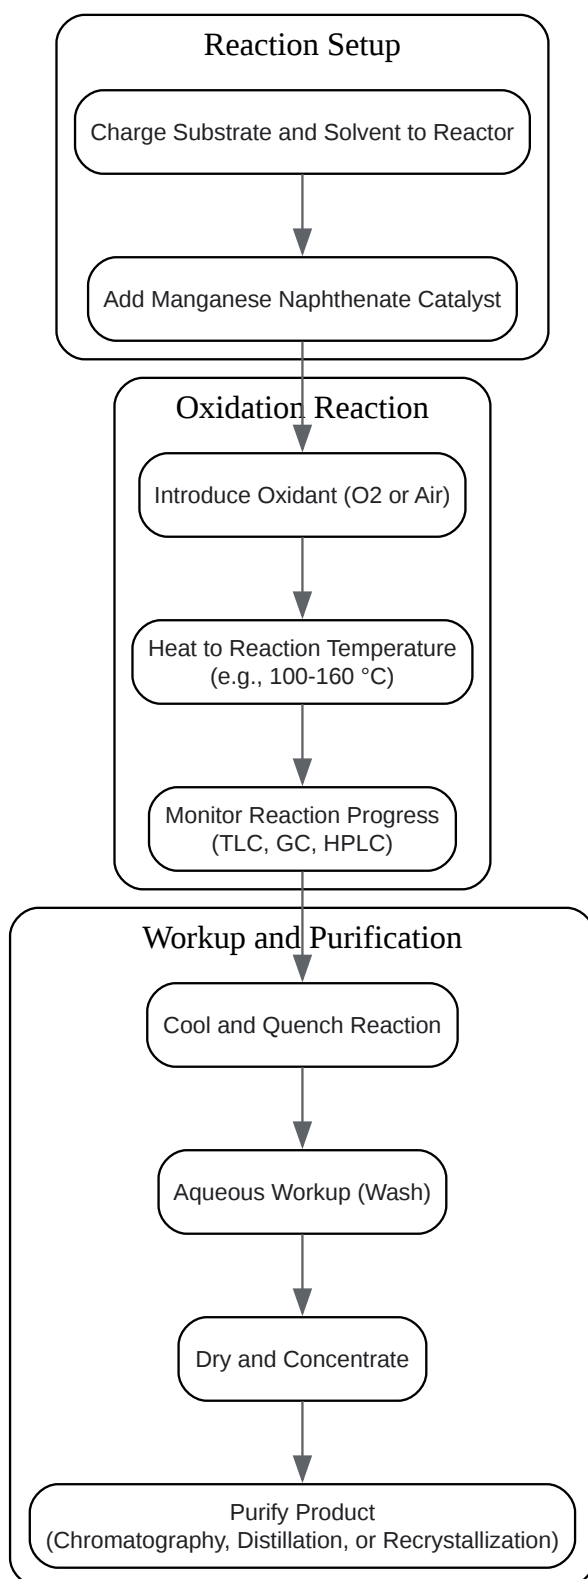 Reaction Setup
Charge Substrate and Solvent to Reactor
Add Manganese Naphthenate Catalyst
Oxidation Reaction
Introduce Oxidant (O2 or Air)
Heat to Reaction Temperature
(e.g., 100-160 °C)
Monitor Reaction Progress
(TLC, GC, HPLC)
Workup and Purification
Cool and Quench Reaction
Aqueous Workup (Wash)
Dry and Concentrate
Purify Product
(Chromatography, Distillation, or Recrystallization)